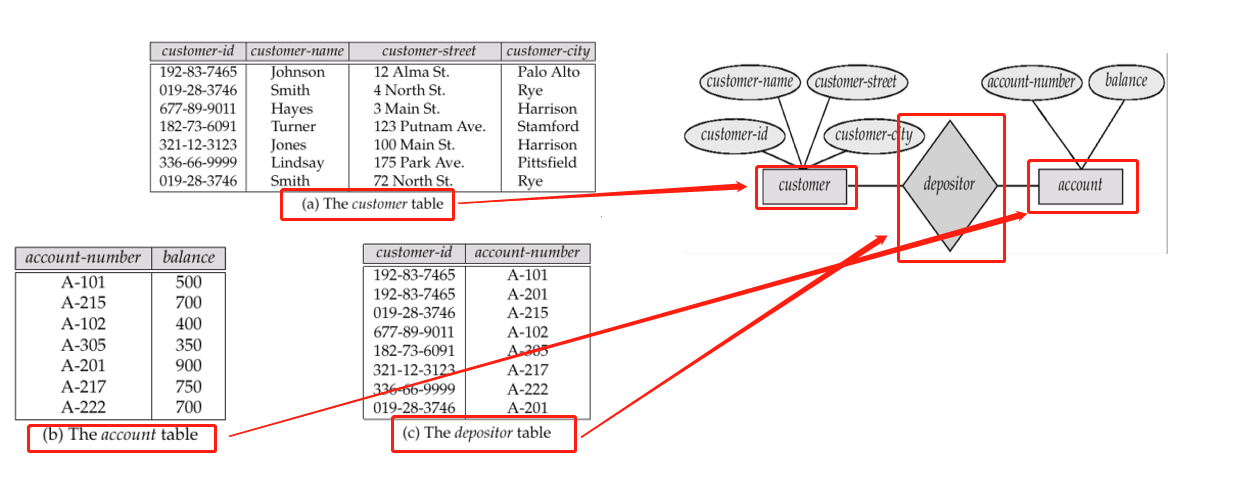 customer-id customer-name customer-street customer-city
192-83-7465 Johnson 12 Alma St. Palo Alto
019-28-3746 Smith 4 North St. Rye
677-89-9011 Hayes 3 Main St. Harrison
182-73-6091 Turner 123 Putnam Ave. Stamford
321-12-3123 Jones 100 Main St. Harrison
336-66-9999 Lindsay 175 Park Ave. Pittsfield
019-28-3746 Smith 72 North St. Rye
(a) The customer table
account-number balance
A-101 500
A-215 700
A-102 400
A-305 350
A-201 900
A-217 750
A-222 700
(b) The account table
customer-id account-number
192-83-7465 A-101
192-83-7465 A-201
019-28-3746 A-215
677-89-9011 A-102
182-73-6091 A-305
321-12-3123 A-217
336-66-9999 A-222
019-28-3746 A-201
(c) The depositor table
customer-name customer-street
customer-id customer-city
account-number balance
customer depositor account